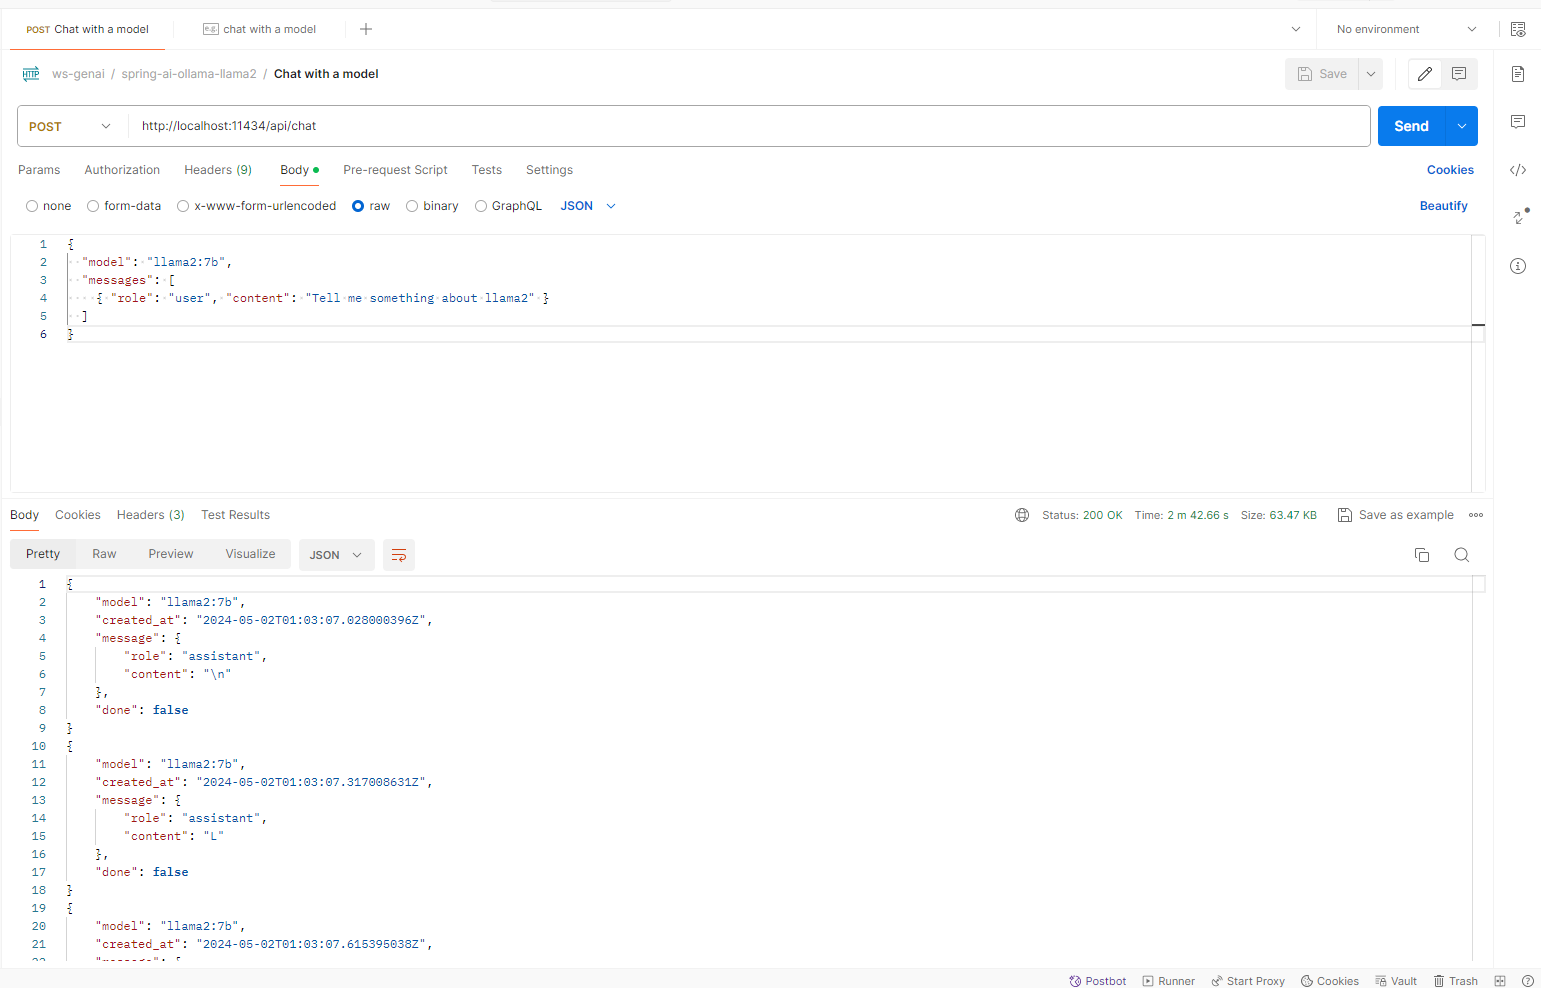 POST Chat with a model
e.g. chat with a model
No environment
HTTP ws-genai / spring-ai-ollama-llama2 / Chat with a model
Save
POST http://localhost:11434/api/chat
Send
Params Authorization Headers (9) Body Pre-request Script Tests Settings
Cookies
none form-data x-www-form-urlencoded raw binary GraphQL JSON
Beautify
1 {
2 "model": "llama2:7b",
3 "messages": [
4 { "role": "user", "content": "Tell me something about llama2" }
5 ]
6 }
Body Cookies Headers (3) Test Results
Status: 200 OK Time: 2 m 42.66 s Size: 63.47 KB Save as example
Pretty Raw Preview Visualize JSON
1 {
2 "model": "llama2:7b",
3 "created_at": "2024-05-02T01:03:07.028000396Z",
4 "message": {
5 "role": "assistant",
6 "content": "\n"
7 },
8 "done": false
9 }
10 {
11 "model": "llama2:7b",
12 "created_at": "2024-05-02T01:03:07.317008631Z",
13 "message": {
14 "role": "assistant",
15 "content": "L"
16 },
17 "done": false
18 }
19 {
20 "model": "llama2:7b",
21 "created_at": "2024-05-02T01:03:07.615395038Z",
22 "message": {
Postbot Runner Start Proxy Cookies Vault Trash